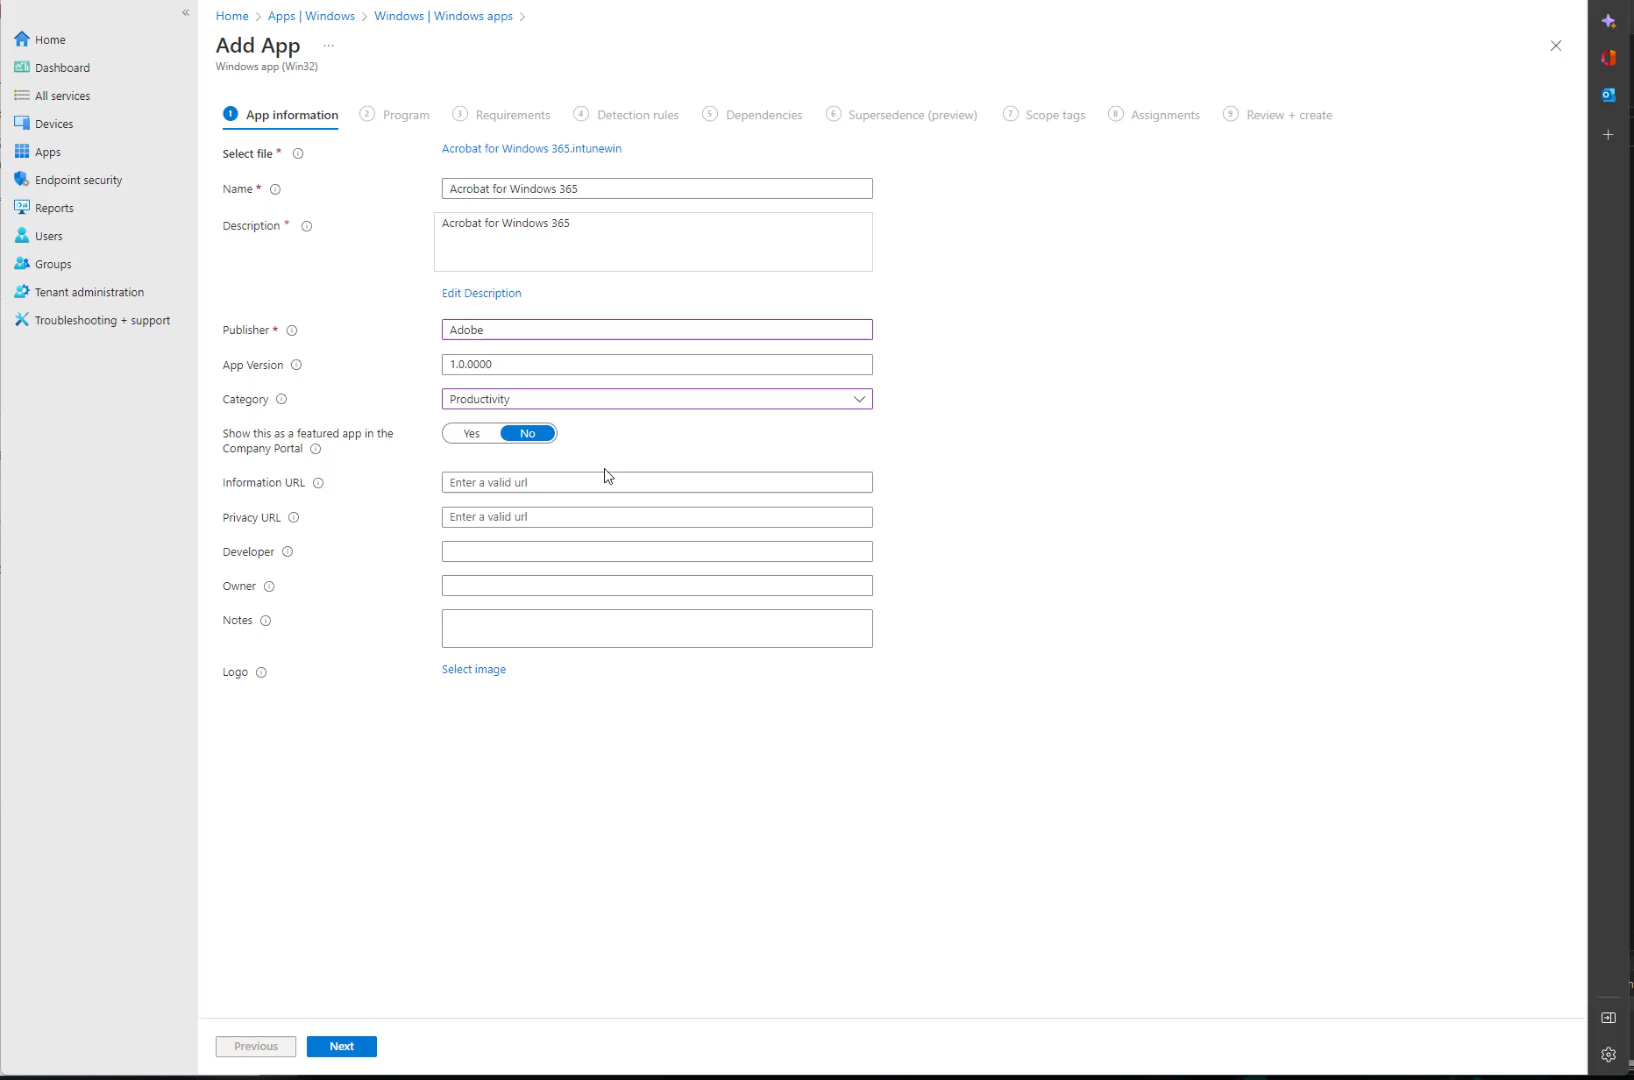 «
Home
Dashboard
All services
Devices
Apps
Endpoint security
Reports
Users
Groups
Tenant administration
Troubleshooting + support
Home > Apps | Windows > Windows | Windows apps >
Add App ...
Windows app (Win32)
1 App information 2 Program 3 Requirements 4 Detection rules 5 Dependencies 6 Supersedence (preview) 7 Scope tags 8 Assignments 9 Review + create
Select file * Acrobat for Windows 365.intunewin
Name * Acrobat for Windows 365
Description * Acrobat for Windows 365
Edit Description
Publisher * Adobe
App Version 1.0.0000
Category Productivity
Show this as a featured app in the
Company Portal
Yes No
Information URL Enter a valid url
Privacy URL Enter a valid url
Developer
Owner
Notes
Logo Select image
Previous Next